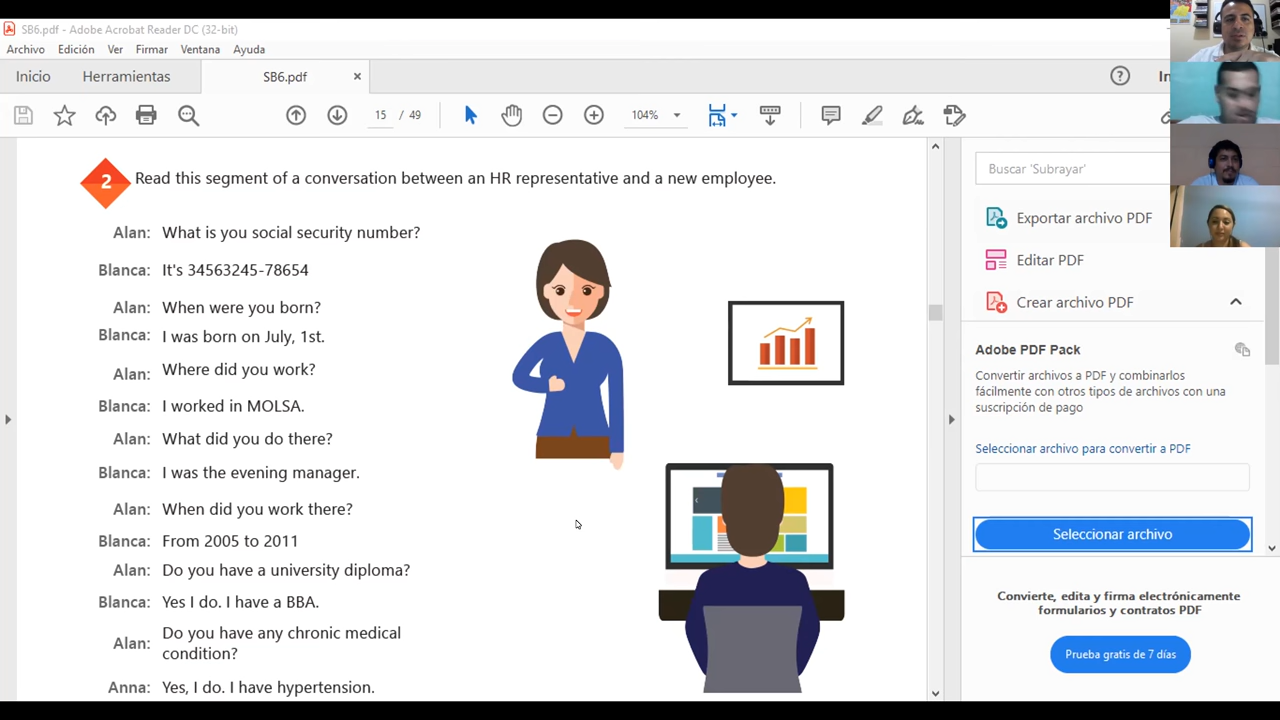 SB6.pdf - Adobe Acrobat Reader DC (32-bit)
Archivo Edición Ver Firmar Ventana Ayuda
Inicio Herramientas SB6.pdf × ? In
15 / 49 104%
2 Read this segment of a conversation between an HR representative and a new employee.
Alan: What is you social security number?
Blanca: It's 34563245-78654
Alan: When were you born?
Blanca: I was born on July, 1st.
Alan: Where did you work?
Blanca: I worked in MOLSA.
Alan: What did you do there?
Blanca: I was the evening manager.
Alan: When did you work there?
Blanca: From 2005 to 2011
Alan: Do you have a university diploma?
Blanca: Yes I do. I have a BBA.
Alan: Do you have any chronic medical
condition?
Anna: Yes, I do. I have hypertension.
Buscar 'Subrayar'
Exportar archivo PDF
Editar PDF
Crear archivo PDF
Adobe PDF Pack
Convertir archivos a PDF y combinarlos
fácilmente con otros tipos de archivos con una
suscripción de pago
Seleccionar archivo para convertir a PDF
Seleccionar archivo
Convierte, edita y firma electrónicamente
formularios y contratos PDF
Prueba gratis de 7 días